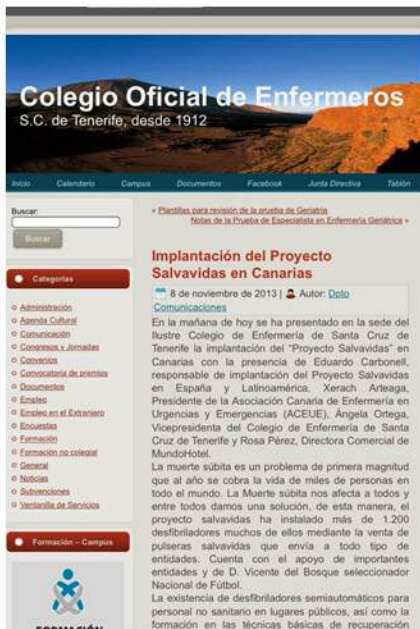 Colegio Oficial de Enfermeros
S.C. de Tenerife, desde 1912
Inicio Calendario Campus Documentos Facebook Junta Directiva Tablón
Buscar:
Buscar
Categorías
Administración
Agenda Cultural
Comunicación
Congresos y Jornadas
Convenios
Convocatoria de premios
Documentos
Empleo
Empleo en el Extranjero
Encuestas
Formación
Formación no colegial
General
Noticias
Subvenciones
Ventanilla de Servicios
Formación – Campus
FORMACIÓN
« Plantillas para revisión de la prueba de Geriatría
Notas de la Prueba de Especialista en Enfermería Geriátrica »
Implantación del Proyecto
Salvavidas en Canarias
8 de noviembre de 2013 | Autor: Dpto
Comunicaciones
En la mañana de hoy se ha presentado en la sede del
Ilustre Colegio de Enfermería de Santa Cruz de
Tenerife la implantación del “Proyecto Salvavidas” en
Canarias con la presencia de Eduardo Carbonell,
responsable de implantación del Proyecto Salvavidas
en España y Latinoamérica, Xerach Arteaga,
Presidente de la Asociación Canaria de Enfermería en
Urgencias y Emergencias (ACEUE), Ángela Ortega,
Vicepresidenta del Colegio de Enfermería de Santa
Cruz de Tenerife y Rosa Pérez, Directora Comercial de
MundoHotel.
La muerte súbita es un problema de primera magnitud
que al año se cobra la vida de miles de personas en
todo el mundo. La Muerte súbita nos afecta a todos y
entre todos damos una solución, de esta manera, el
proyecto salvavidas ha instalado más de 1.200
desfibriladores muchos de ellos mediante la venta de
pulseras salvavidas que envía a todo tipo de
entidades. Cuenta con el apoyo de importantes
entidades y de D. Vicente del Bosque seleccionador
Nacional de Fútbol.
La existencia de desfibriladores semiautomáticos para
personal no sanitario en lugares públicos, así como la
formación en las técnicas básicas de recuperación